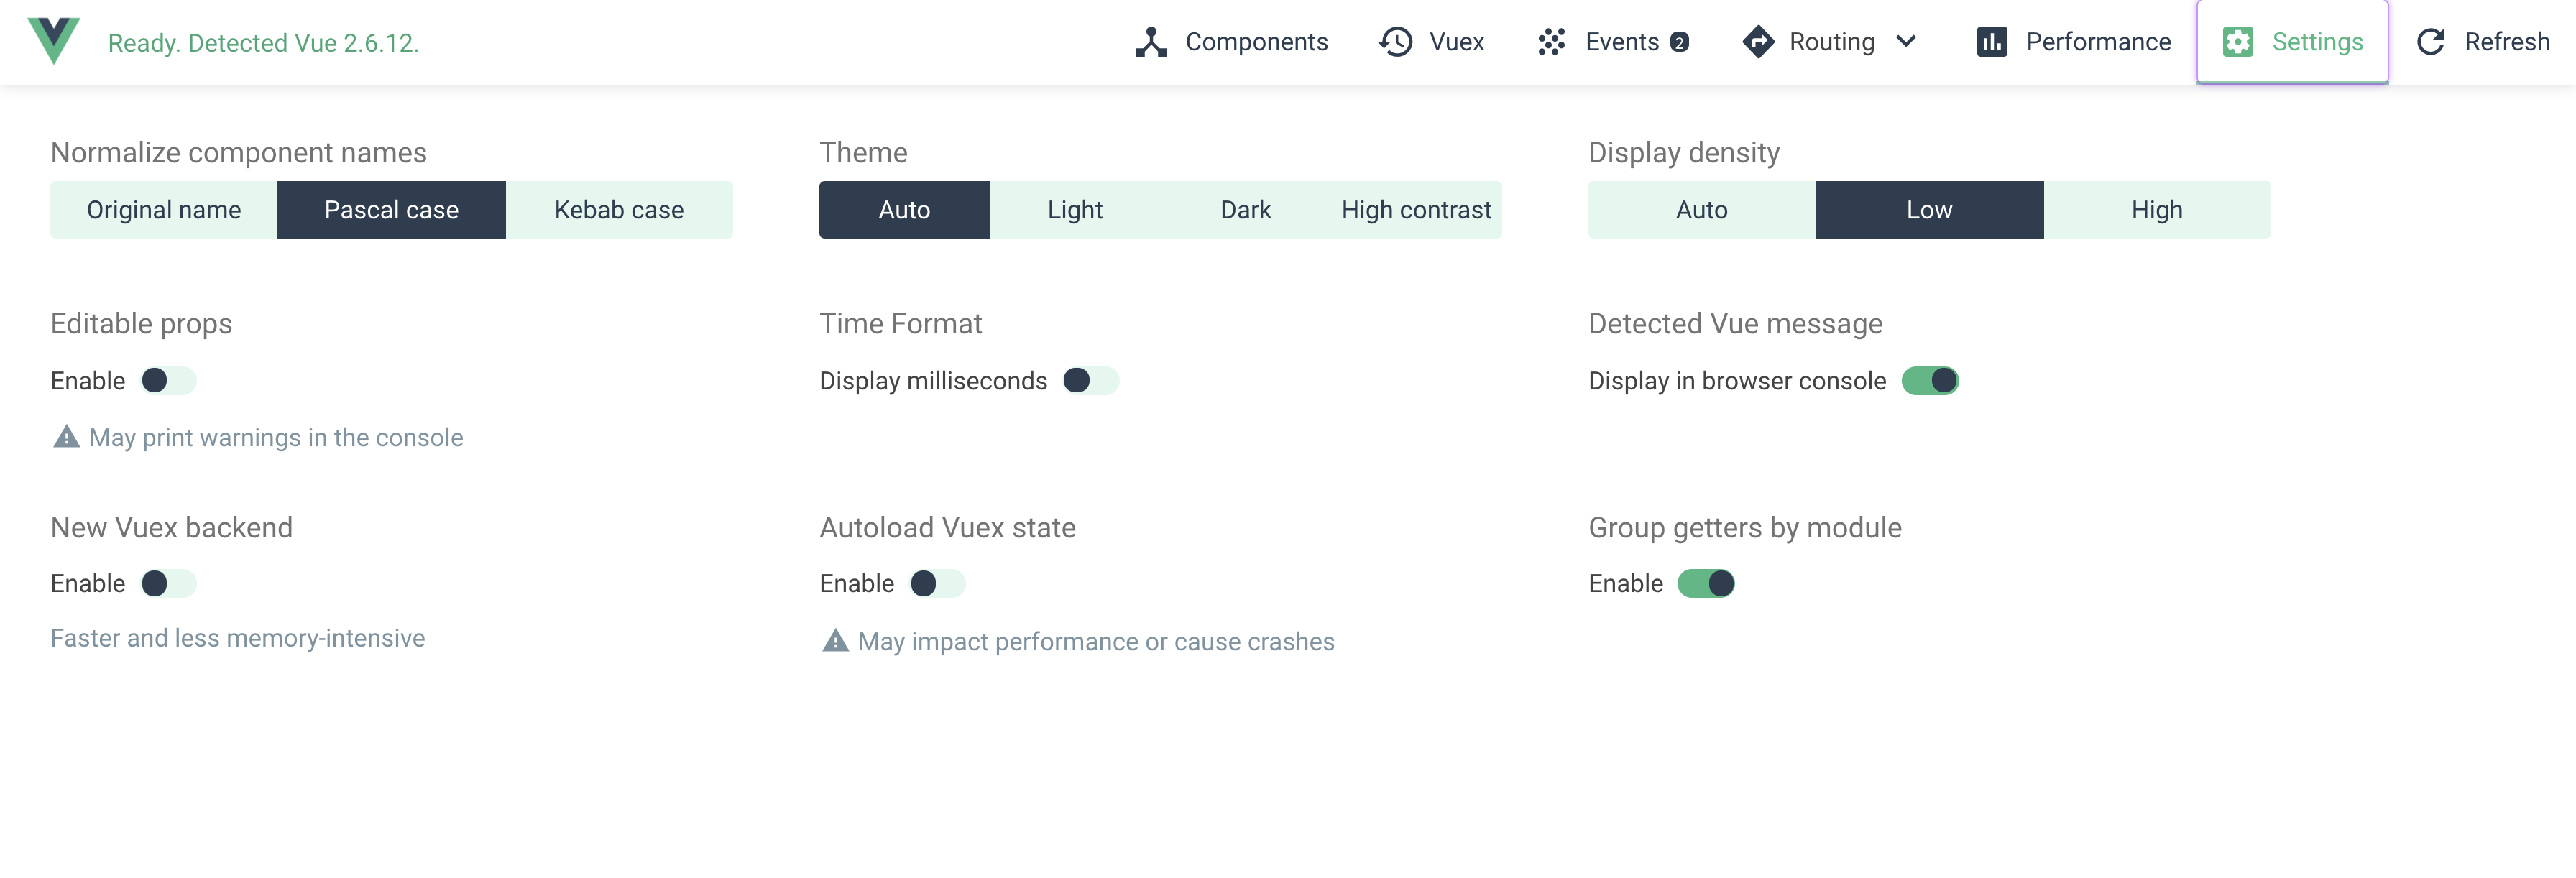 Ready. Detected Vue 2.6.12.
Components
Vuex
Events 2
Routing
Performance
Settings
Refresh
Normalize component names
Original name
Pascal case
Kebab case
Theme
Auto
Light
Dark
High contrast
Display density
Auto
Low
High
Editable props
Enable
May print warnings in the console
Time Format
Display milliseconds
Detected Vue message
Display in browser console
New Vuex backend
Enable
Faster and less memory-intensive
Autoload Vuex state
Enable
May impact performance or cause crashes
Group getters by module
Enable